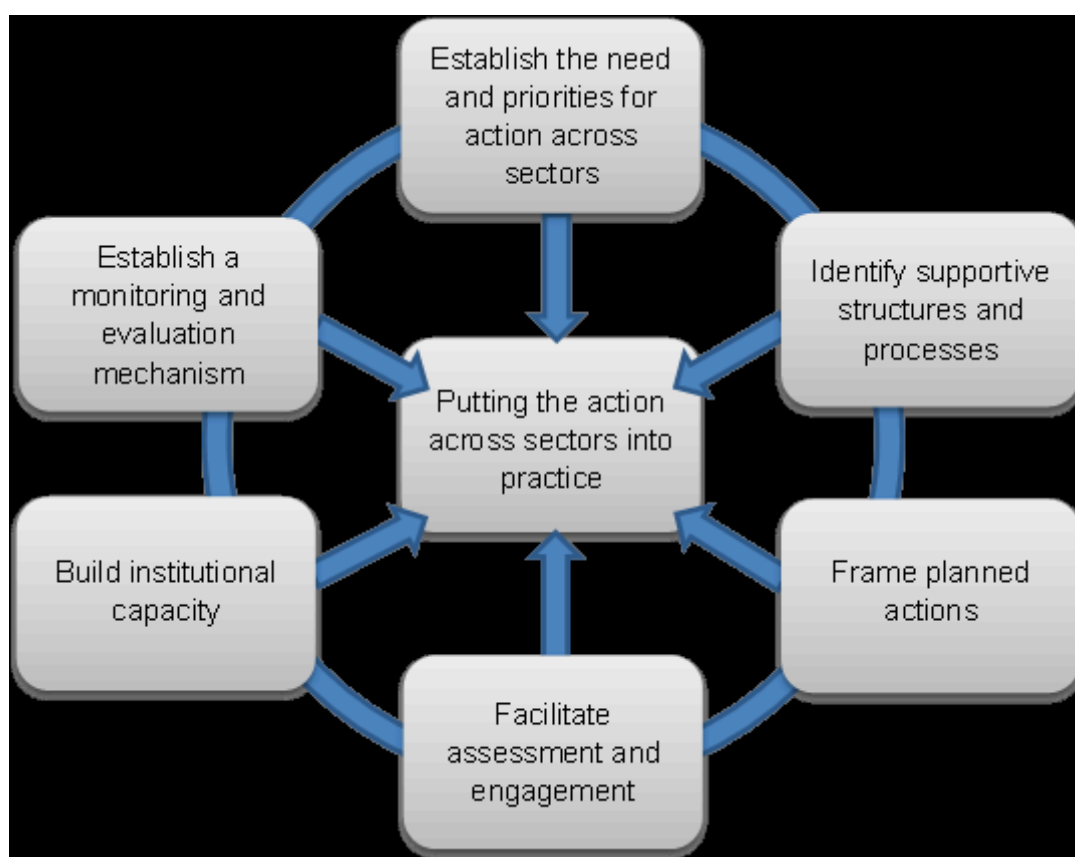 Establish the need
and priorities for
action across
sectors
Identify supportive
structures and
processes
Frame planned
actions
Facilitate
assessment and
engagement
Build institutional
capacity
Establish a
monitoring and
evaluation
mechanism
Putting the action
across sectors into
practice